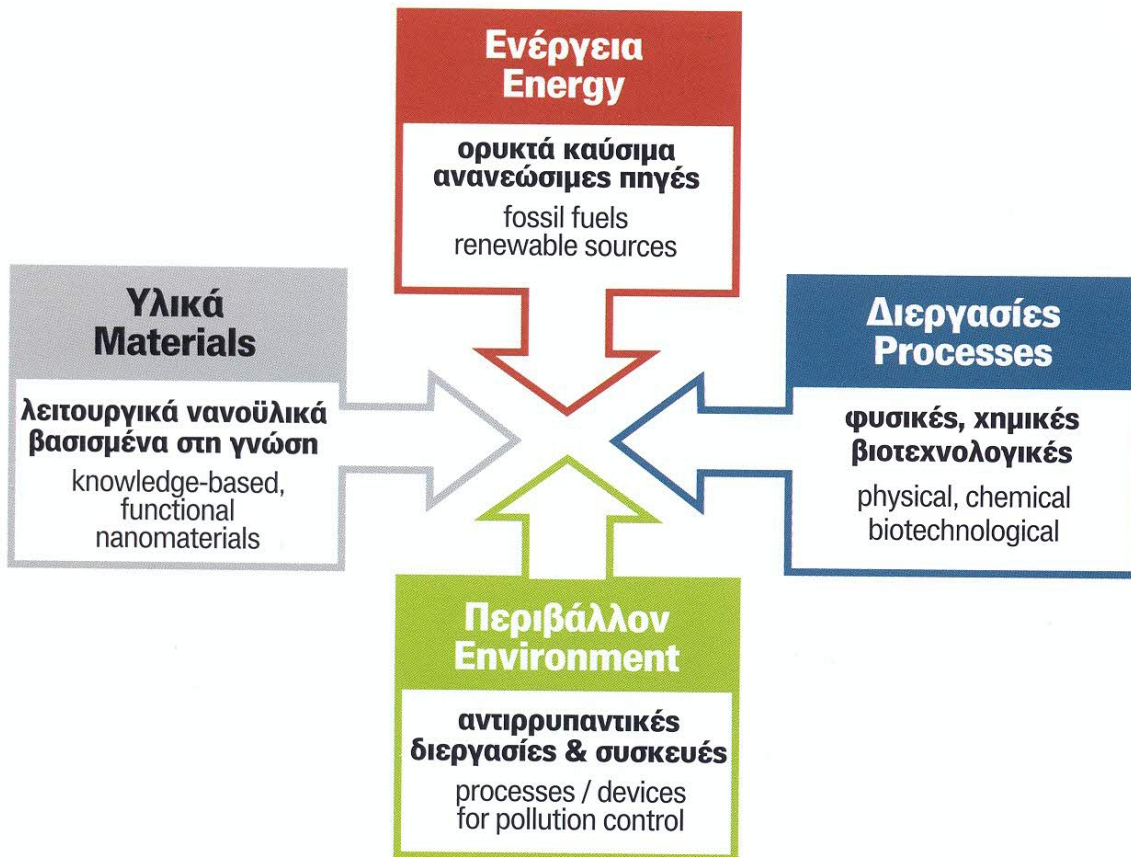 Ενέργεια
Energy
ορυκτά καύσιμα
ανανεώσιμες πηγές
fossil fuels
renewable sources
Υλικά
Materials
λειτουργικά νανοϋλικά
βασισμένα στη γνώση
knowledge-based,
functional
nanomaterials
Διεργασίες
Processes
φυσικές, χημικές
βιοτεχνολογικές
physical, chemical
biotechnological
Περιβάλλον
Environment
αντιρρυπαντικές
διεργασίες & συσκευές
processes / devices
for pollution control